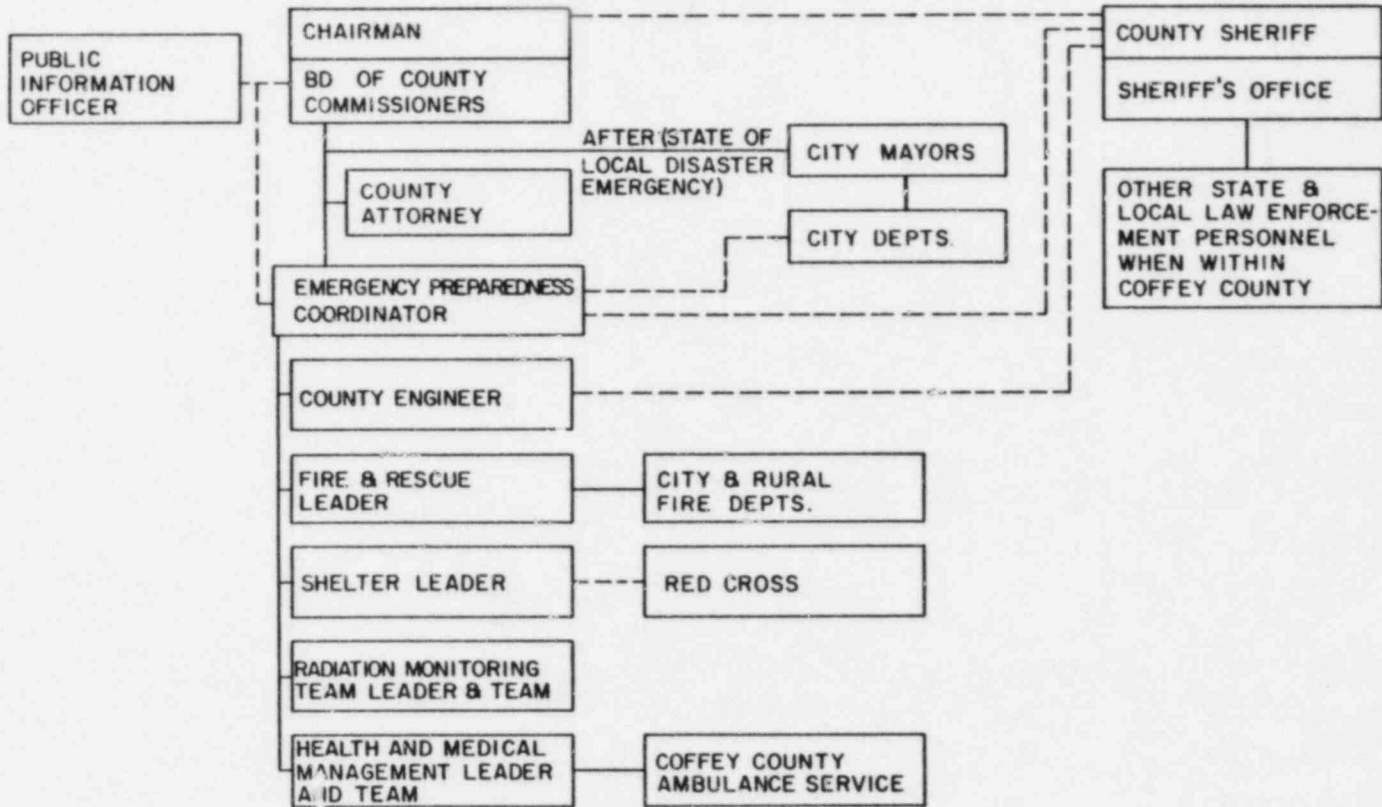 PUBLIC
INFORMATION
OFFICER
CHAIRMAN
BD OF COUNTY
COMMISSIONERS
COUNTY SHERIFF
SHERIFF'S OFFICE
AFTER (STATE OF
LOCAL DISASTER
EMERGENCY)
CITY MAYORS
COUNTY
ATTORNEY
CITY DEPTS.
OTHER STATE &
LOCAL LAW ENFORCE-
MENT PERSONNEL
WHEN WITHIN
COFFEY COUNTY
EMERGENCY PREPAREDNESS
COORDINATOR
COUNTY ENGINEER
FIRE & RESCUE
LEADER
CITY & RURAL
FIRE DEPTS.
SHELTER LEADER
RED CROSS
RADIATION MONITORING
TEAM LEADER & TEAM
HEALTH AND MEDICAL
MANAGEMENT LEADER
AND TEAM
COFFEY COUNTY
AMBULANCE SERVICE